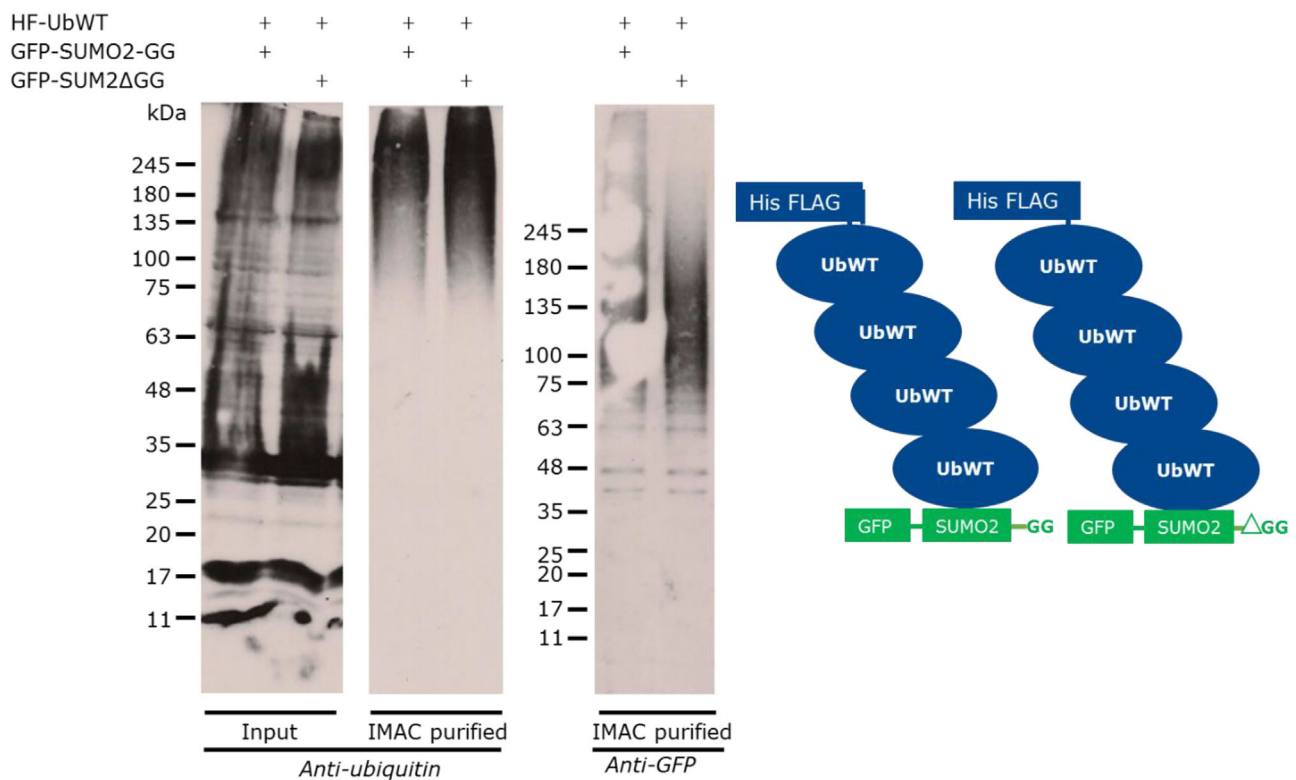 HF-UbWT + + + + + +
GFP-SUMO2-GG + + +
GFP-SUM2ΔGG + + +
kDa
245
180
135
100
75
63
48
35
25
20
17
11
245
180
135
100
75
63
48
35
25
20
17
11
Input
IMAC purified
IMAC purified
Anti-ubiquitin
Anti-GFP
His FLAG
UbWT
UbWT
UbWT
UbWT
GFP SUMO2 GG
His FLAG
UbWT
UbWT
UbWT
UbWT
GFP SUMO2 △GG